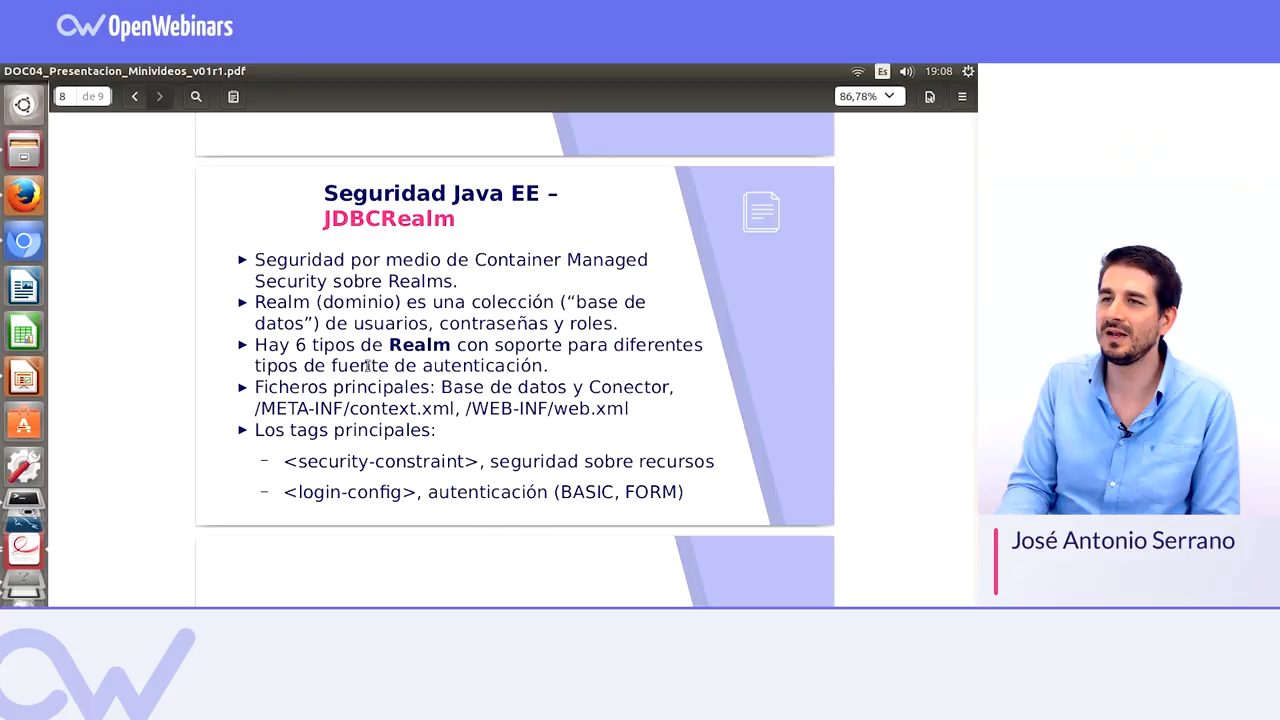 OpenWebinars
DOC04_Presentacion_Minivideos_v01r1.pdf
Es
19:08
8 de 9
86,78%
Seguridad Java EE –
JDBCRealm
▸ Seguridad por medio de Container Managed
Security sobre Realms.
▸ Realm (dominio) es una colección (“base de
datos”) de usuarios, contraseñas y roles.
▸ Hay 6 tipos de Realm con soporte para diferentes
tipos de fuente de autenticación.
▸ Ficheros principales: Base de datos y Conector,
/META-INF/context.xml, /WEB-INF/web.xml
▸ Los tags principales:
– <security-constraint>, seguridad sobre recursos
– <login-config>, autenticación (BASIC, FORM)
José Antonio Serrano